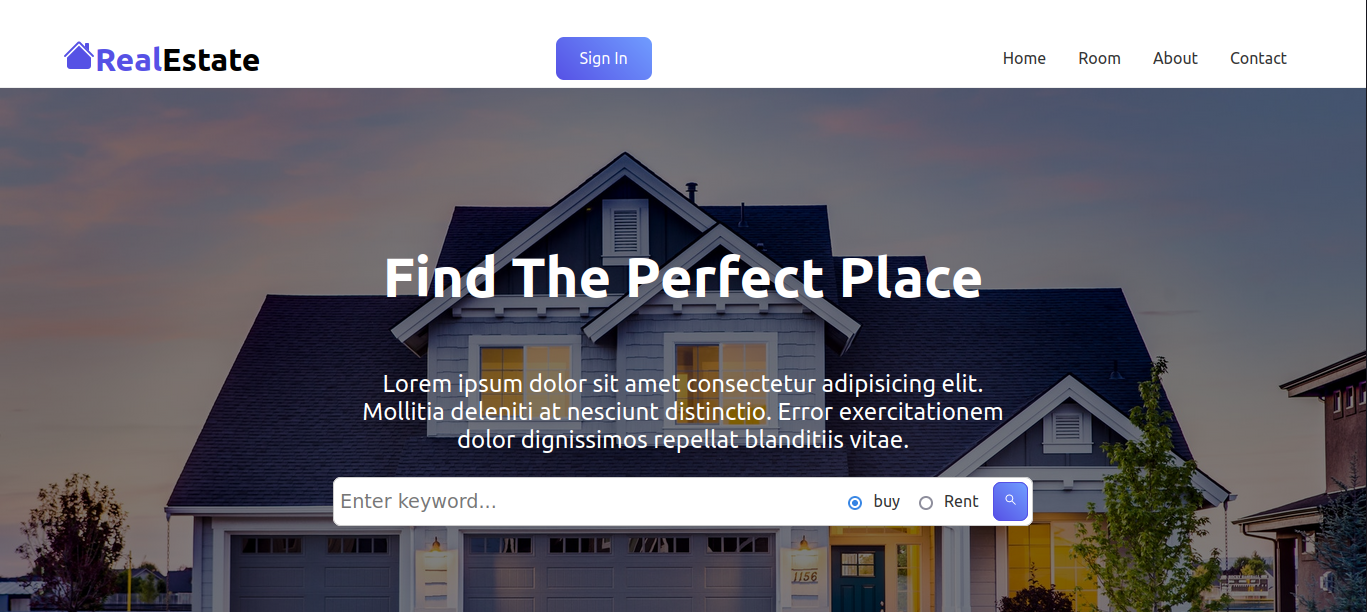 RealEstate
Sign In
Home Room About Contact
Find The Perfect Place
Lorem ipsum dolor sit amet consectetur adipisicing elit.
Mollitia deleniti at nesciunt distinctio. Error exercitationem
dolor dignissimos repellat blanditiis vitae.
Enter keyword... buy Rent
1156